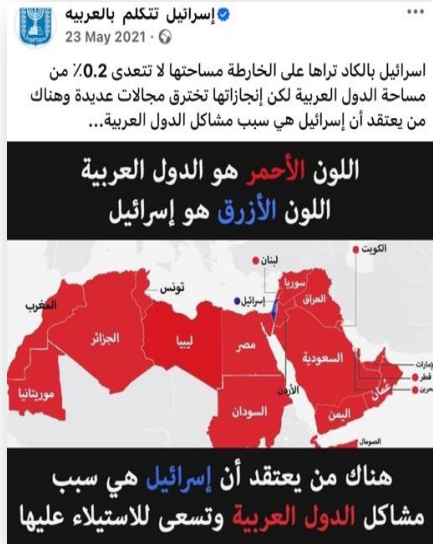 إسرائيل تتكلم بالعربيه
23 May 2021
اسرائيل بالكاد تراها على الخارطة مساحتها لا تتعدى 0.2٪ من
مساحة الدول العربية لكن إنجازاتها تخترق مجالات عديدة وهناك
من يعتقد أن إسرائيل هي سبب مشاكل الدول العربية...
اللون الأحمر هو الدول العربية
اللون الأزرق هو إسرائيل
الكويت
لبنان
سوريا
تونس
إسرائيل
العراق
المغرب
الجزائر
ليبيا
مصر
السعودية
الأردن
إمارات
قطر
بحرين
عُمان
موريتانيا
السودان
اليمن
الصومال
هناك من يعتقد أن إسرائيل هي سبب
مشاكل الدول العربية وتسعى للاستيلاء عليها